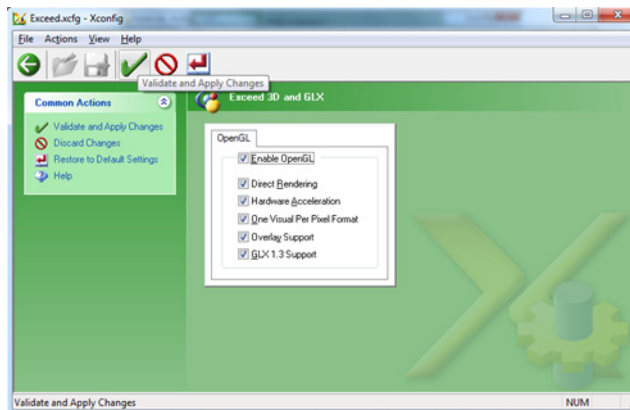 Exceed.xcfg - Xconfig
File Actions View Help
Validate and Apply Changes
Common Actions
Validate and Apply Changes
Discard Changes
Restore to Default Settings
Help
Exceed 3D and GLX
OpenGL
Enable OpenGL
Direct Rendering
Hardware Acceleration
One Visual Per Pixel Format
Overlay Support
GLX 1.3 Support
Validate and Apply Changes
NUM